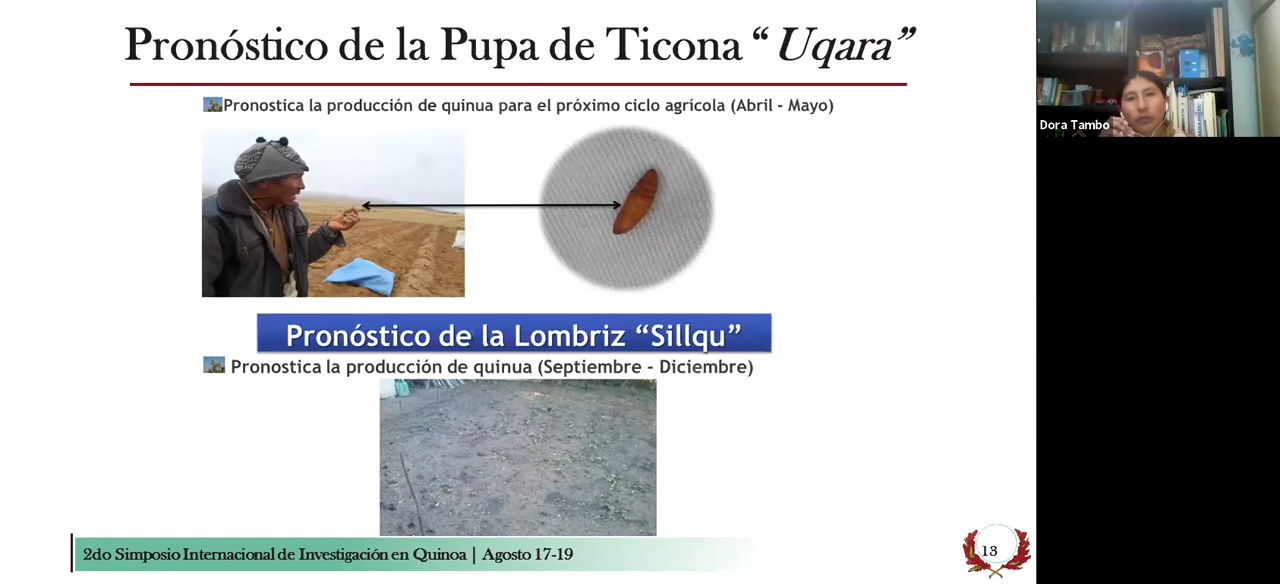 Pronóstico de la Pupa de Ticona “Uqara”
Pronostica la producción de quinua para el próximo ciclo agrícola (Abril - Mayo)
Dora Tambo
Pronóstico de la Lombriz “Sillqu”
Pronostica la producción de quinua (Septiembre - Diciembre)
2do Simposio Internacional de Investigación en Quinoa | Agosto 17-19
13